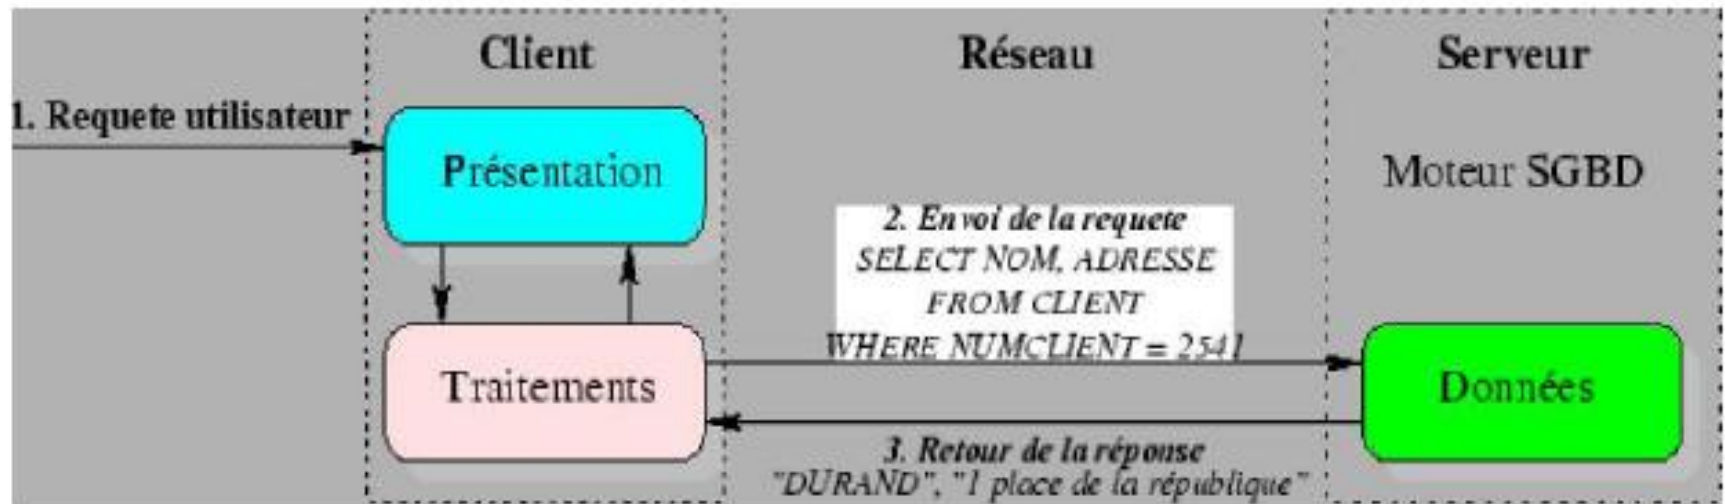 Client
Réseau
Serveur
1. Requete utilisateur
Présentation
Moteur SGBD
2. Envoi de la requete
SELECT NOM, ADRESSE
FROM CLIENT
WHERE NUMCLIENT = 2541
Traitements
Données
3. Retour de la réponse
"DURAND", "1 place de la république"